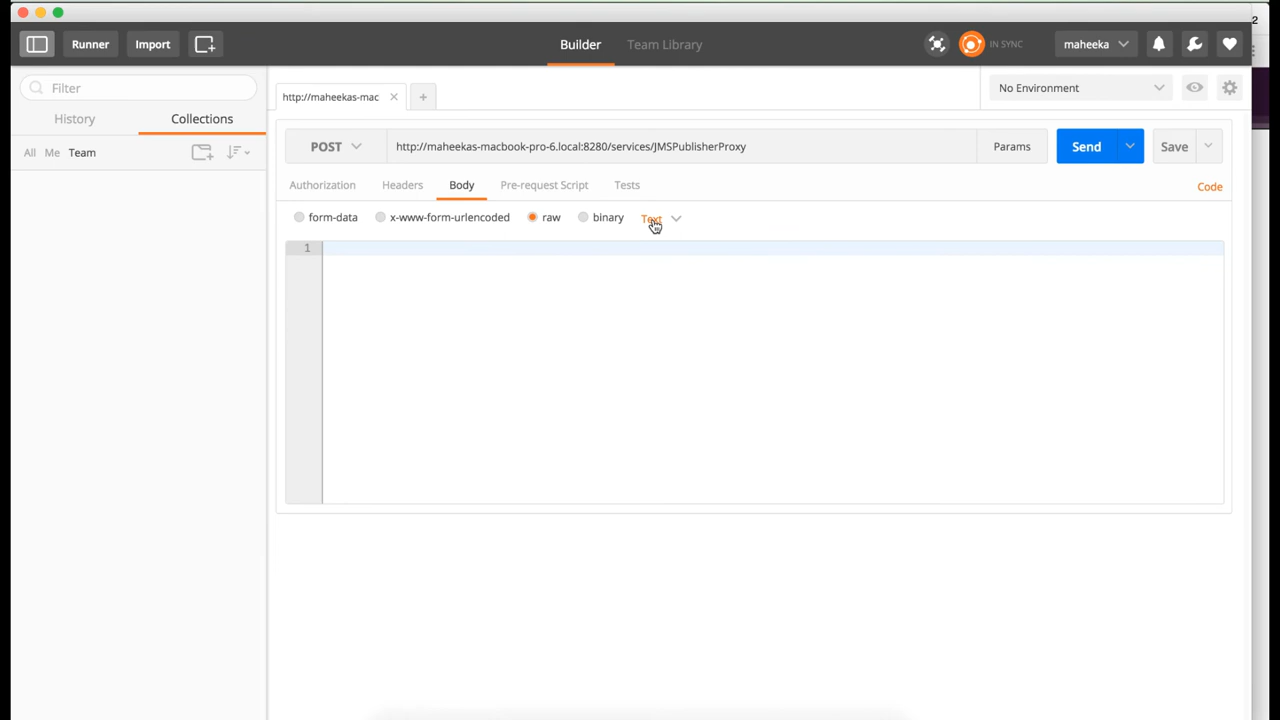 2
Runner Import Builder Team Library IN SYNC maheeka
Filter
http://maheekas-mac
No Environment
History Collections
All Me Team
POST http://maheekas-macbook-pro-6.local:8280/services/JMSPublisherProxy Params Send Save
Authorization Headers Body Pre-request Script Tests Code
form-data x-www-form-urlencoded raw binary Text
1